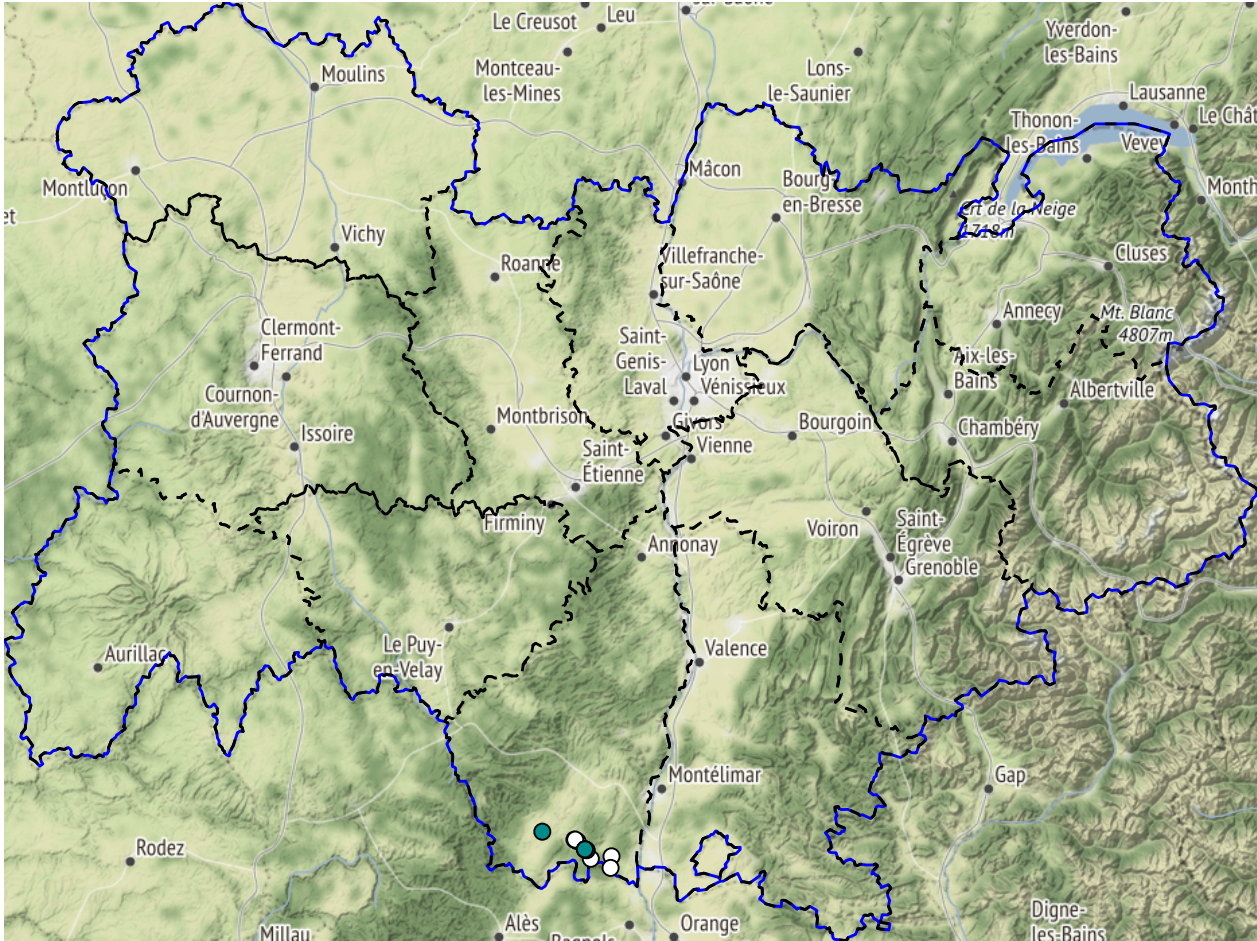 Le Creusot
Leu
Yverdon-
les-Bains
Moulins
Montceau-
les-Mines
Lons-
le-Saunier
Lausanne
Le Chât
Thonon-
les-Bains
Vevey
Montluçon
Mâcon
Bourg-
en-Bresse
Month
et
Crêt de la Neige
1718m
Vichy
Roanne
Villefranche-
sur-Saône
Cluses
Annecy
Mt. Blanc
4807m
Clermont-
Ferrand
Saint-
Genis-
Laval
Lyon
Vénissieux
Aix-les-
Bains
Albertville
Cournon-
d'Auvergne
Issoire
Montbrison
Givors
Bourgoin
Chambéry
Saint-
Étienne
Vienne
Firminy
Voiron
Saint-
Égrève
Grenoble
Annonay
Aurillac
Le Puy-
en-Velay
Valence
Montélimar
Gap
Rodez
Alès
Orange
Digne-
les-Bains
Millau
Bagnols